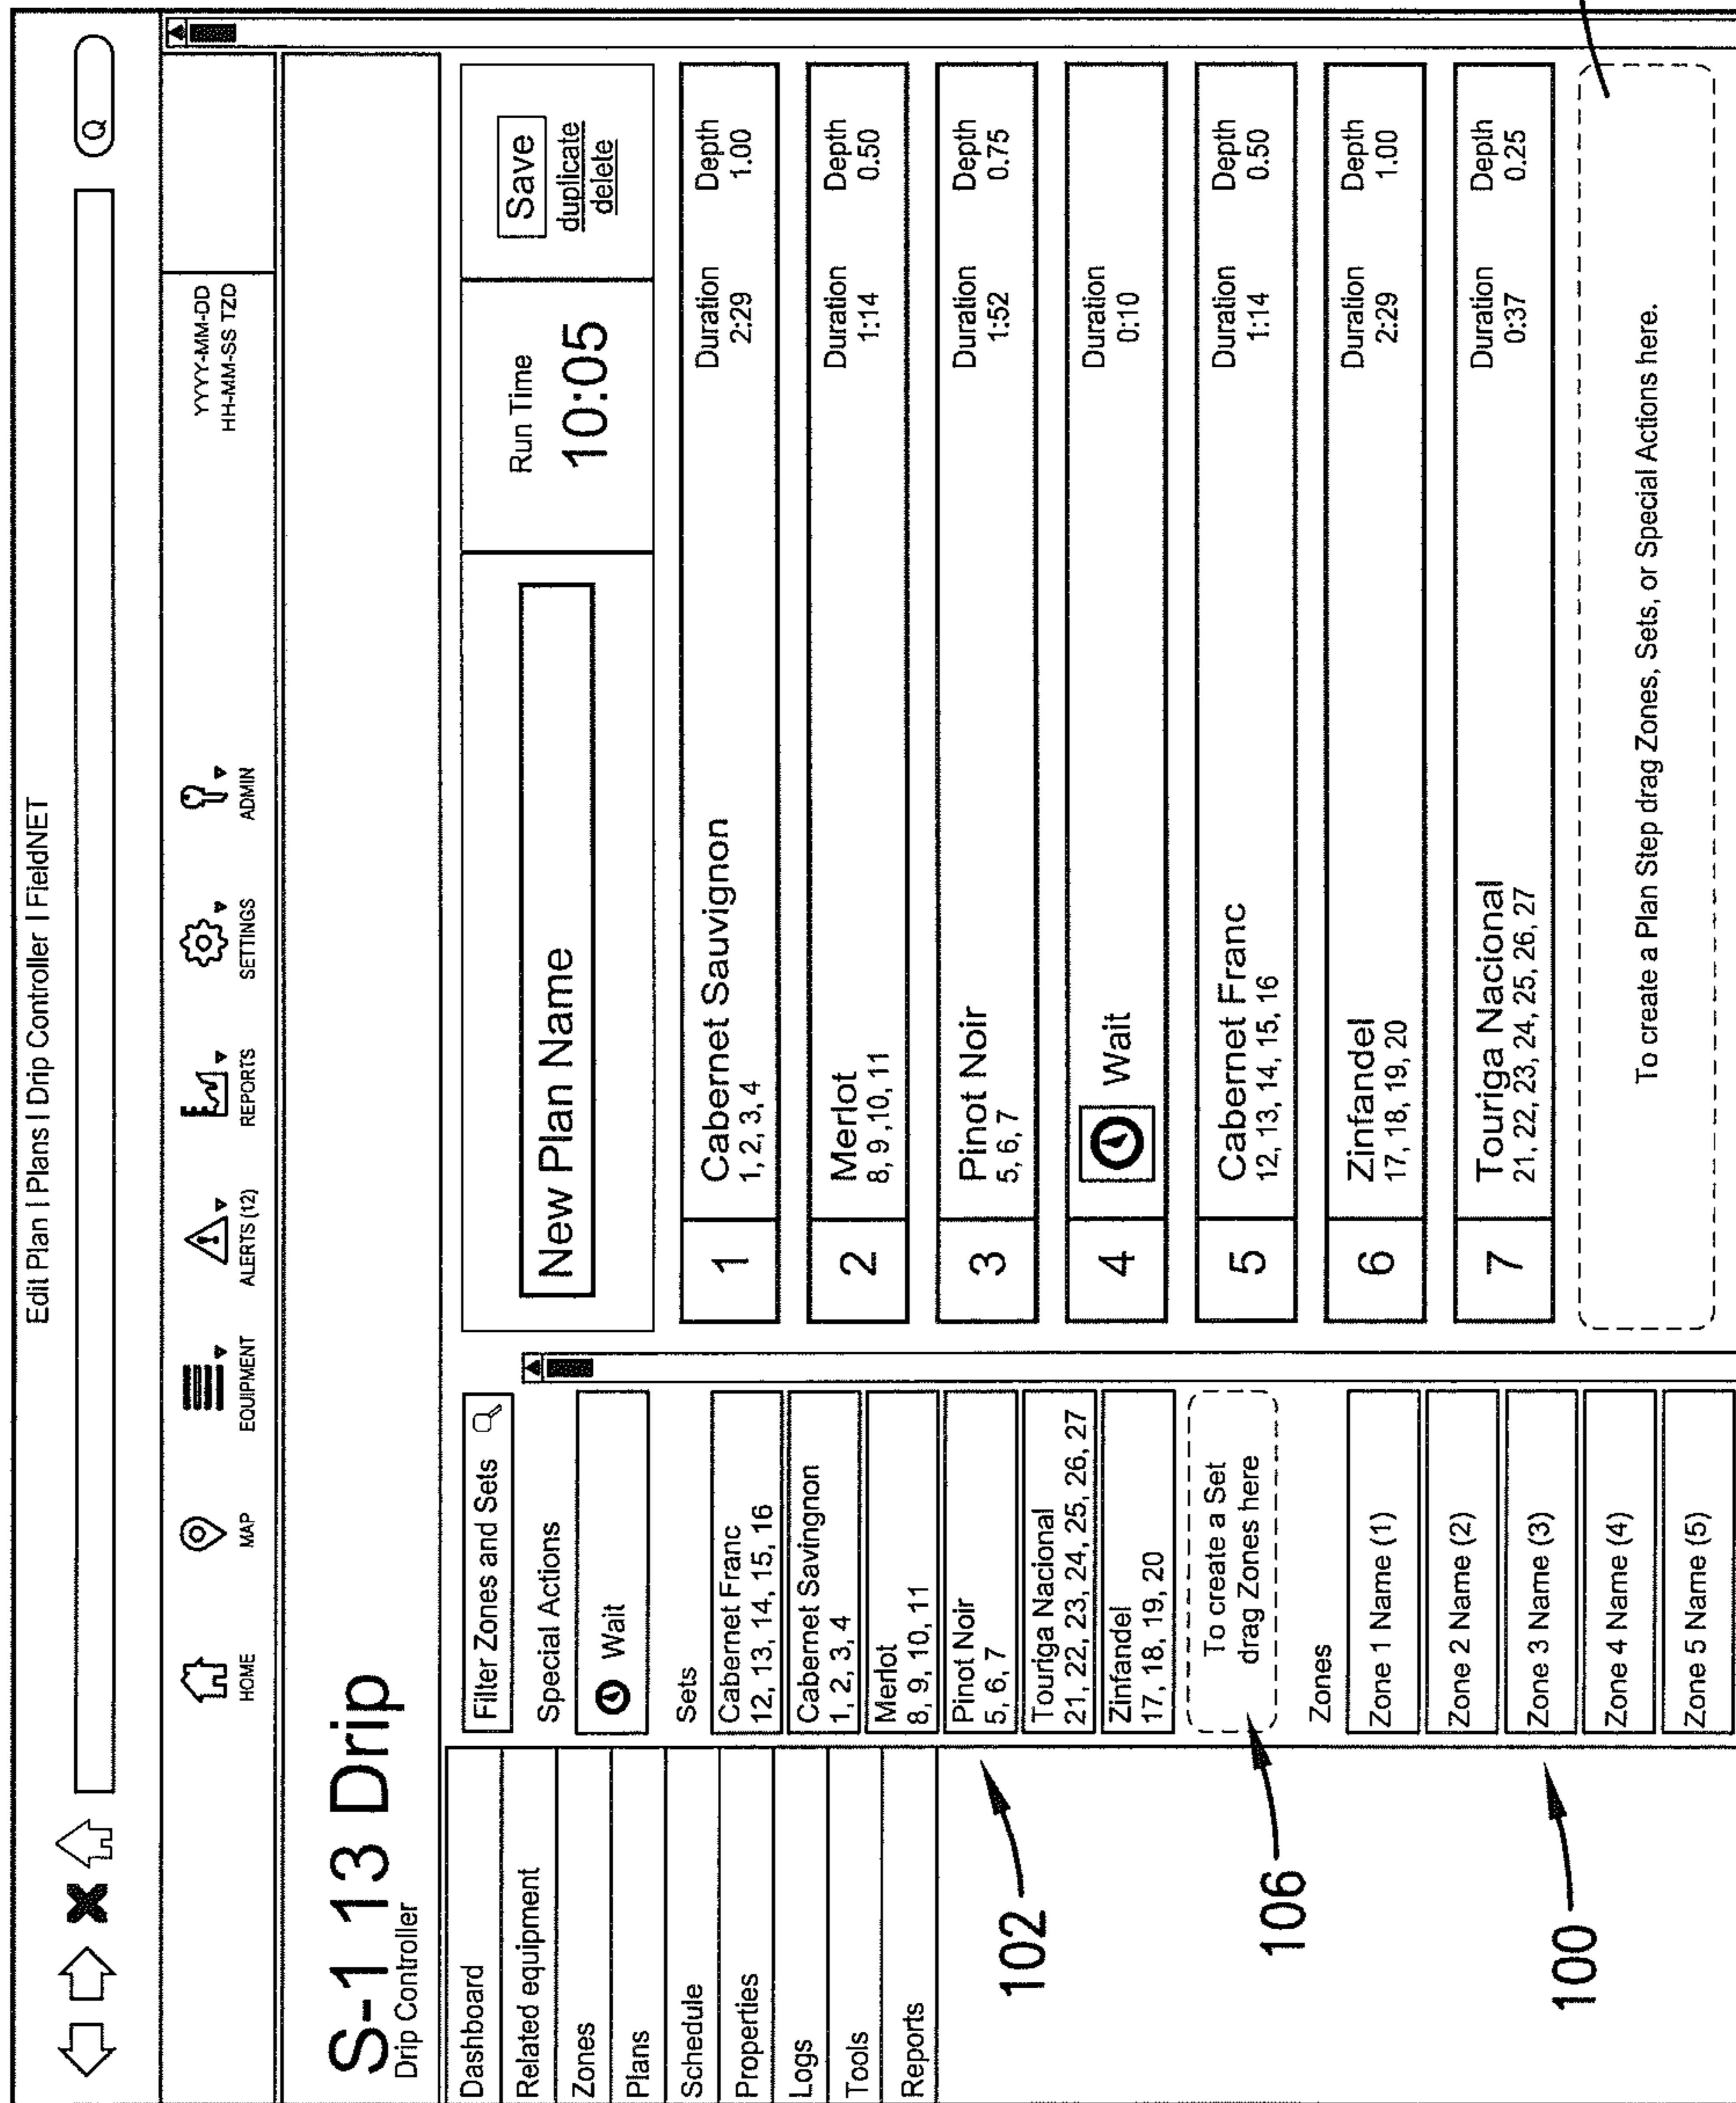 Edit Plan | Plans | Drip Controller | FieldNET
Q
HOME
MAP
EQUIPMENT
ALERTS (12)
REPORTS
SETTINGS
ADMIN
YYYY-MM-DD
HH-MM-SS TZD
S-1 13 Drip
Drip Controller
Dashboard
Related equipment
Zones
Plans
Schedule
Properties
Logs
Tools
Reports
102
106
100
Filter Zones and Sets
Special Actions
Wait
Sets
Cabernet Franc
12, 13, 14, 15, 16
Cabernet Savingnon
1, 2, 3, 4
Merlot
8, 9, 10, 11
Pinot Noir
5, 6, 7
Touriga Nacional
21, 22, 23, 24, 25, 26, 27
Zinfandel
17, 18, 19, 20
To create a Set
drag Zones here
Zones
Zone 1 Name (1)
Zone 2 Name (2)
Zone 3 Name (3)
Zone 4 Name (4)
Zone 5 Name (5)
New Plan Name
Run Time
10:05
Save
duplicate
delete
1
Cabernet Sauvignon
1, 2, 3, 4
Duration
2:29
Depth
1.00
2
Merlot
8, 9 ,10, 11
Duration
1:14
Depth
0.50
3
Pinot Noir
5, 6, 7
Duration
1:52
Depth
0.75
4
Wait
Duration
0:10
5
Cabernet Franc
12, 13, 14, 15, 16
Duration
1:14
Depth
0.50
6
Zinfandel
17, 18, 19, 20
Duration
2:29
Depth
1.00
7
Touriga Nacional
21, 22, 23, 24, 25, 26, 27
Duration
0:37
Depth
0.25
To create a Plan Step drag Zones, Sets, or Special Actions here.